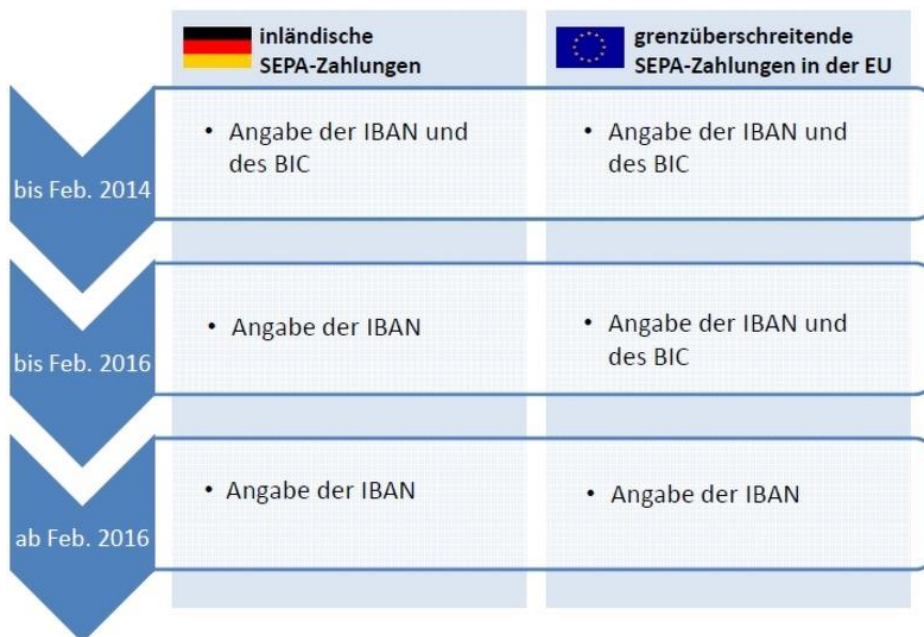 inländische
SEPA-Zahlungen
grenzüberschreitende
SEPA-Zahlungen in der EU
bis Feb. 2014
• Angabe der IBAN und
des BIC
• Angabe der IBAN und
des BIC
bis Feb. 2016
• Angabe der IBAN
• Angabe der IBAN und
des BIC
ab Feb. 2016
• Angabe der IBAN
• Angabe der IBAN